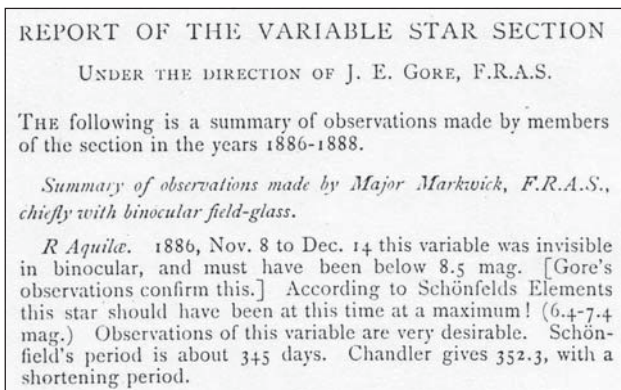 REPORT OF THE VARIABLE STAR SECTION
UNDER THE DIRECTION OF J. E. GORE, F.R.A.S.
THE following is a summary of observations made by members
of the section in the years 1886-1888.
Summary of observations made by Major Markwick, F.R.A.S.,
chiefly with binocular field-glass.
R Aquilæ. 1886, Nov. 8 to Dec. 14 this variable was invisible
in binocular, and must have been below 8.5 mag. [Gore's
observations confirm this.] According to Schönfelds Elements
this star should have been at this time at a maximum! (6.4-7.4
mag.) Observations of this variable are very desirable. Schön-
field's period is about 345 days. Chandler gives 352.3, with a
shortening period.